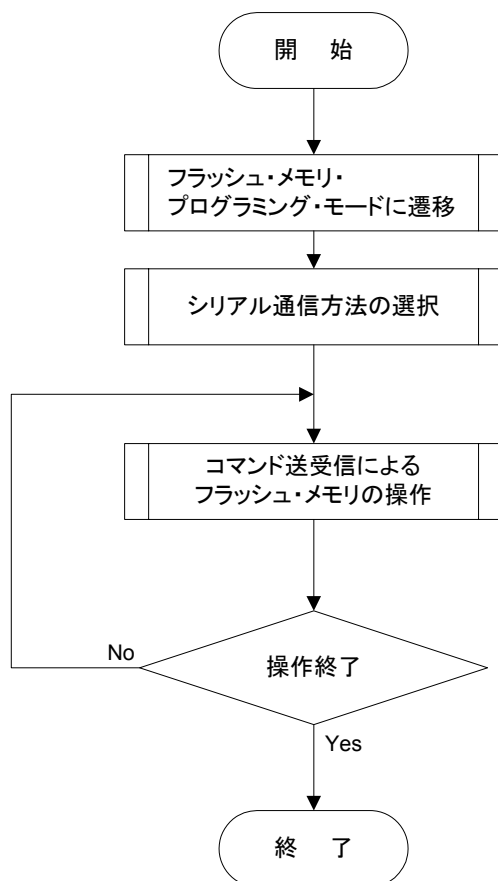 開　始
フラッシュ・メモリ・
プログラミング・モードに遷移
シリアル通信方法の選択
コマンド送受信による
フラッシュ・メモリの操作
操作終了
No
Yes
終　了